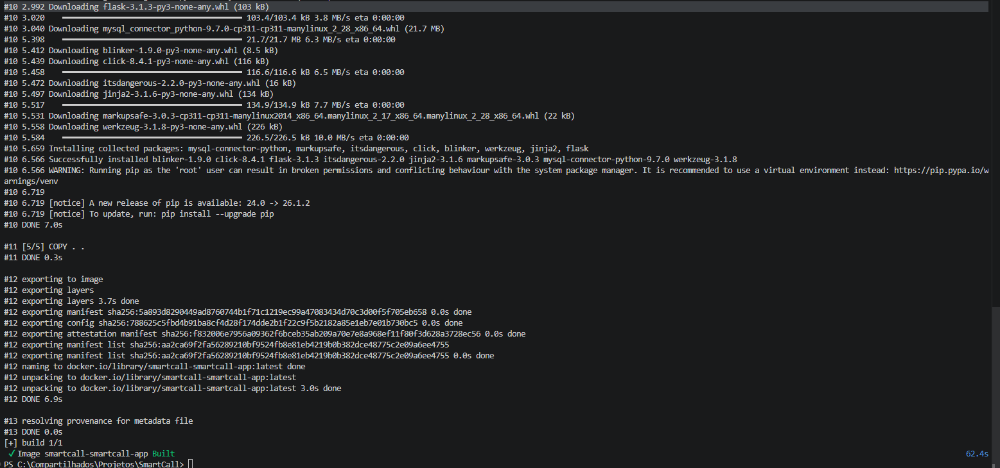 #10 2.992 Downloading flask-3.1.3-py3-none-any.whl (103 kB)
#10 3.020 103.4/103.4 kB 3.8 MB/s eta 0:00:00
#10 3.040 Downloading mysql_connector_python-9.7.0-cp311-cp311-manylinux_2_28_x86_64.whl (21.7 MB)
#10 5.398 21.7/21.7 MB 6.3 MB/s eta 0:00:00
#10 5.412 Downloading blinker-1.9.0-py3-none-any.whl (8.5 kB)
#10 5.439 Downloading click-8.4.1-py3-none-any.whl (116 kB)
#10 5.458 116.6/116.6 kB 6.5 MB/s eta 0:00:00
#10 5.472 Downloading itsdangerous-2.2.0-py3-none-any.whl (16 kB)
#10 5.497 Downloading jinja2-3.1.6-py3-none-any.whl (134 kB)
#10 5.517 134.9/134.9 kB 7.7 MB/s eta 0:00:00
#10 5.531 Downloading markupsafe-3.0.3-cp311-cp311-manylinux2014_x86_64.manylinux_2_17_x86_64.manylinux_2_28_x86_64.whl (22 kB)
#10 5.558 Downloading werkzeug-3.1.8-py3-none-any.whl (226 kB)
#10 5.584 226.5/226.5 kB 10.0 MB/s eta 0:00:00
#10 5.659 Installing collected packages: mysql-connector-python, markupsafe, itsdangerous, click, blinker, werkzeug, jinja2, flask
#10 6.566 Successfully installed blinker-1.9.0 click-8.4.1 flask-3.1.3 itsdangerous-2.2.0 jinja2-3.1.6 markupsafe-3.0.3 mysql-connector-python-9.7.0 werkzeug-3.1.8
#10 6.566 WARNING: Running pip as the 'root' user can result in broken permissions and conflicting behaviour with the system package manager. It is recommended to use a virtual environment instead: https://pip.pypa.io/w
arnings/venv
#10 6.719
#10 6.719 [notice] A new release of pip is available: 24.0 -> 26.1.2
#10 6.719 [notice] To update, run: pip install --upgrade pip
#10 DONE 7.0s
#11 [5/5] COPY . .
#11 DONE 0.3s
#12 exporting to image
#12 exporting layers
#12 exporting layers 3.7s done
#12 exporting manifest sha256:5a893d8290449ad8760744b1f71c1219ec99a47083434d70c3d00f5f705eb658 0.0s done
#12 exporting config sha256:788625c5fbd4b91ba8cf4d28f174dde2b1f22c9f5b2182a85e1eb7e01b730bc5 0.0s done
#12 exporting attestation manifest sha256:f832006e7956a09362f6bceb35ab209a70e7e8a968ef11f80f3d628a3728ec56 0.0s done
#12 exporting manifest list sha256:aa2ca69f2fa56289210bf9524fb8e81eb4219b0b382dce48775c2e09a6ee4755
#12 exporting manifest list sha256:aa2ca69f2fa56289210bf9524fb8e81eb4219b0b382dce48775c2e09a6ee4755 0.0s done
#12 naming to docker.io/library/smartcall-smartcall-app:latest done
#12 unpacking to docker.io/library/smartcall-smartcall-app:latest
#12 unpacking to docker.io/library/smartcall-smartcall-app:latest 3.0s done
#12 DONE 6.9s
#13 resolving provenance for metadata file
#13 DONE 0.0s
[+] build 1/1
✓ Image smartcall-smartcall-app Built 62.4s
PS C:\Compartilhados\Projetos\SmartCall>